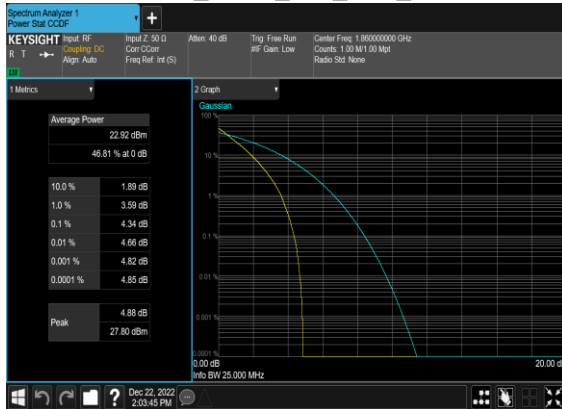 Spectrum Analyzer 1
Power Stat CCDF
+
KEYSIGHT
R T
LXI
Input: RF
Coupling: DC
Align: Auto
Input Z: 50 Ω
Corr CCorr
Freq Ref: Int (S)
Atten: 40 dB
Trig: Free Run
#IF Gain: Low
Center Freq: 1.860000000 GHz
Counts: 1.00 M/1.00 Mpt
Radio Std: None
1 Metrics
Average Power
22.92 dBm
46.81 % at 0 dB
10.0 % 1.89 dB
1.0 % 3.59 dB
0.1 % 4.34 dB
0.01 % 4.66 dB
0.001 % 4.82 dB
0.0001 % 4.85 dB
Peak
4.88 dB
27.80 dBm
2 Graph
Gaussian
100 %
10 %
1 %
0.1 %
0.01 %
0.001 %
0.0001 %
0.00 dB
20.00 dB
Info BW 25.000 MHz
?
Dec 22, 2022
2:03:45 PM